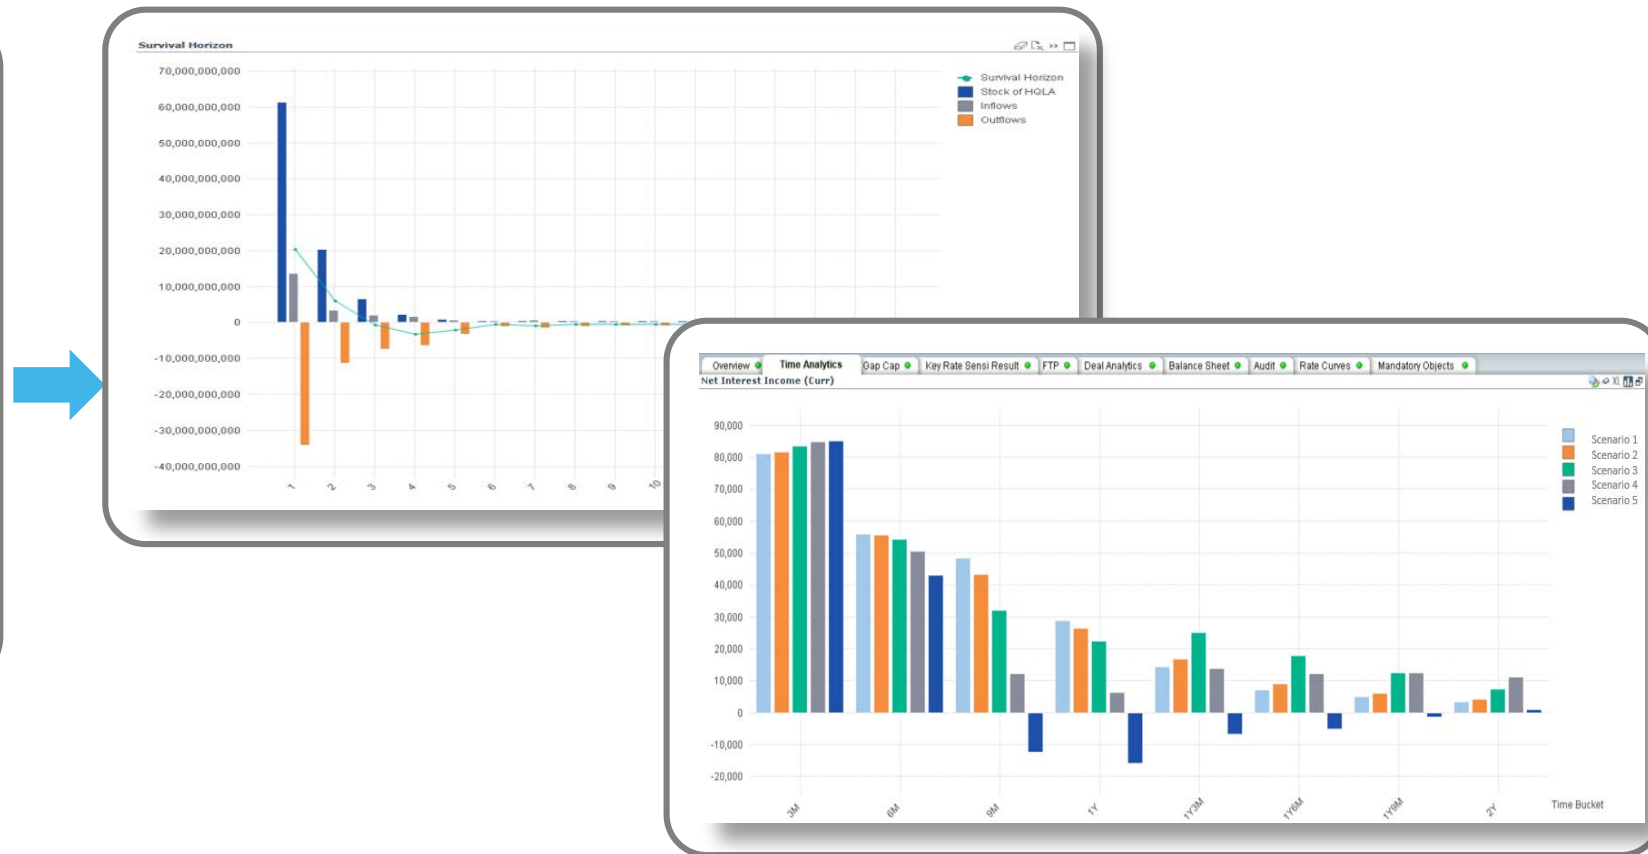 Survival Horizon
70,000,000,000
60,000,000,000
50,000,000,000
40,000,000,000
30,000,000,000
20,000,000,000
10,000,000,000
0
-10,000,000,000
-20,000,000,000
-30,000,000,000
-40,000,000,000
1 2 3 4 5 6 7 8 9 10
Survival Horizon
Stock of HQLA
Inflows
Outflows
Overview Time Analytics Gap Cap Key Rate Sensi Result FTP Deal Analytics Balance Sheet Audit Rate Curves Mandatory Objects
Net Interest Income (Curr)
XL
90,000
80,000
70,000
60,000
50,000
40,000
30,000
20,000
10,000
0
-10,000
-20,000
3M 6M 9M 1Y 1Y3M 1Y6M 1Y9M 2Y
Time Bucket
Scenario 1
Scenario 2
Scenario 3
Scenario 4
Scenario 5